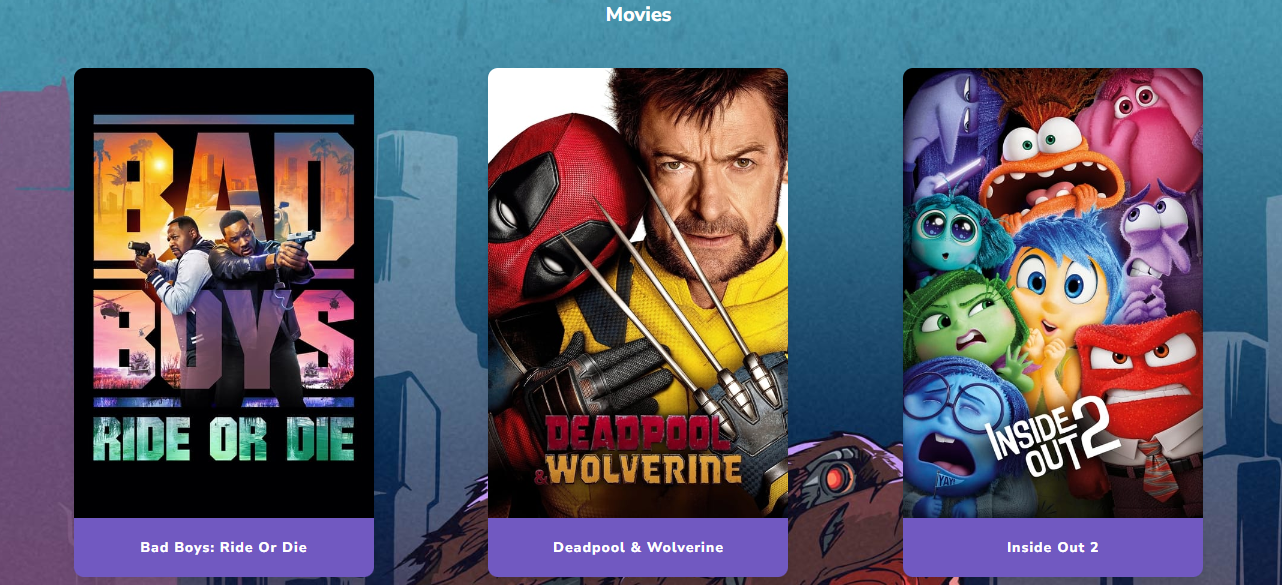 Movies
BAD
BOYS
RIDE OR DIE
DEADPOOL
& WOLVERINE
INSIDE
OUT 2
Bad Boys: Ride Or Die
Deadpool & Wolverine
Inside Out 2